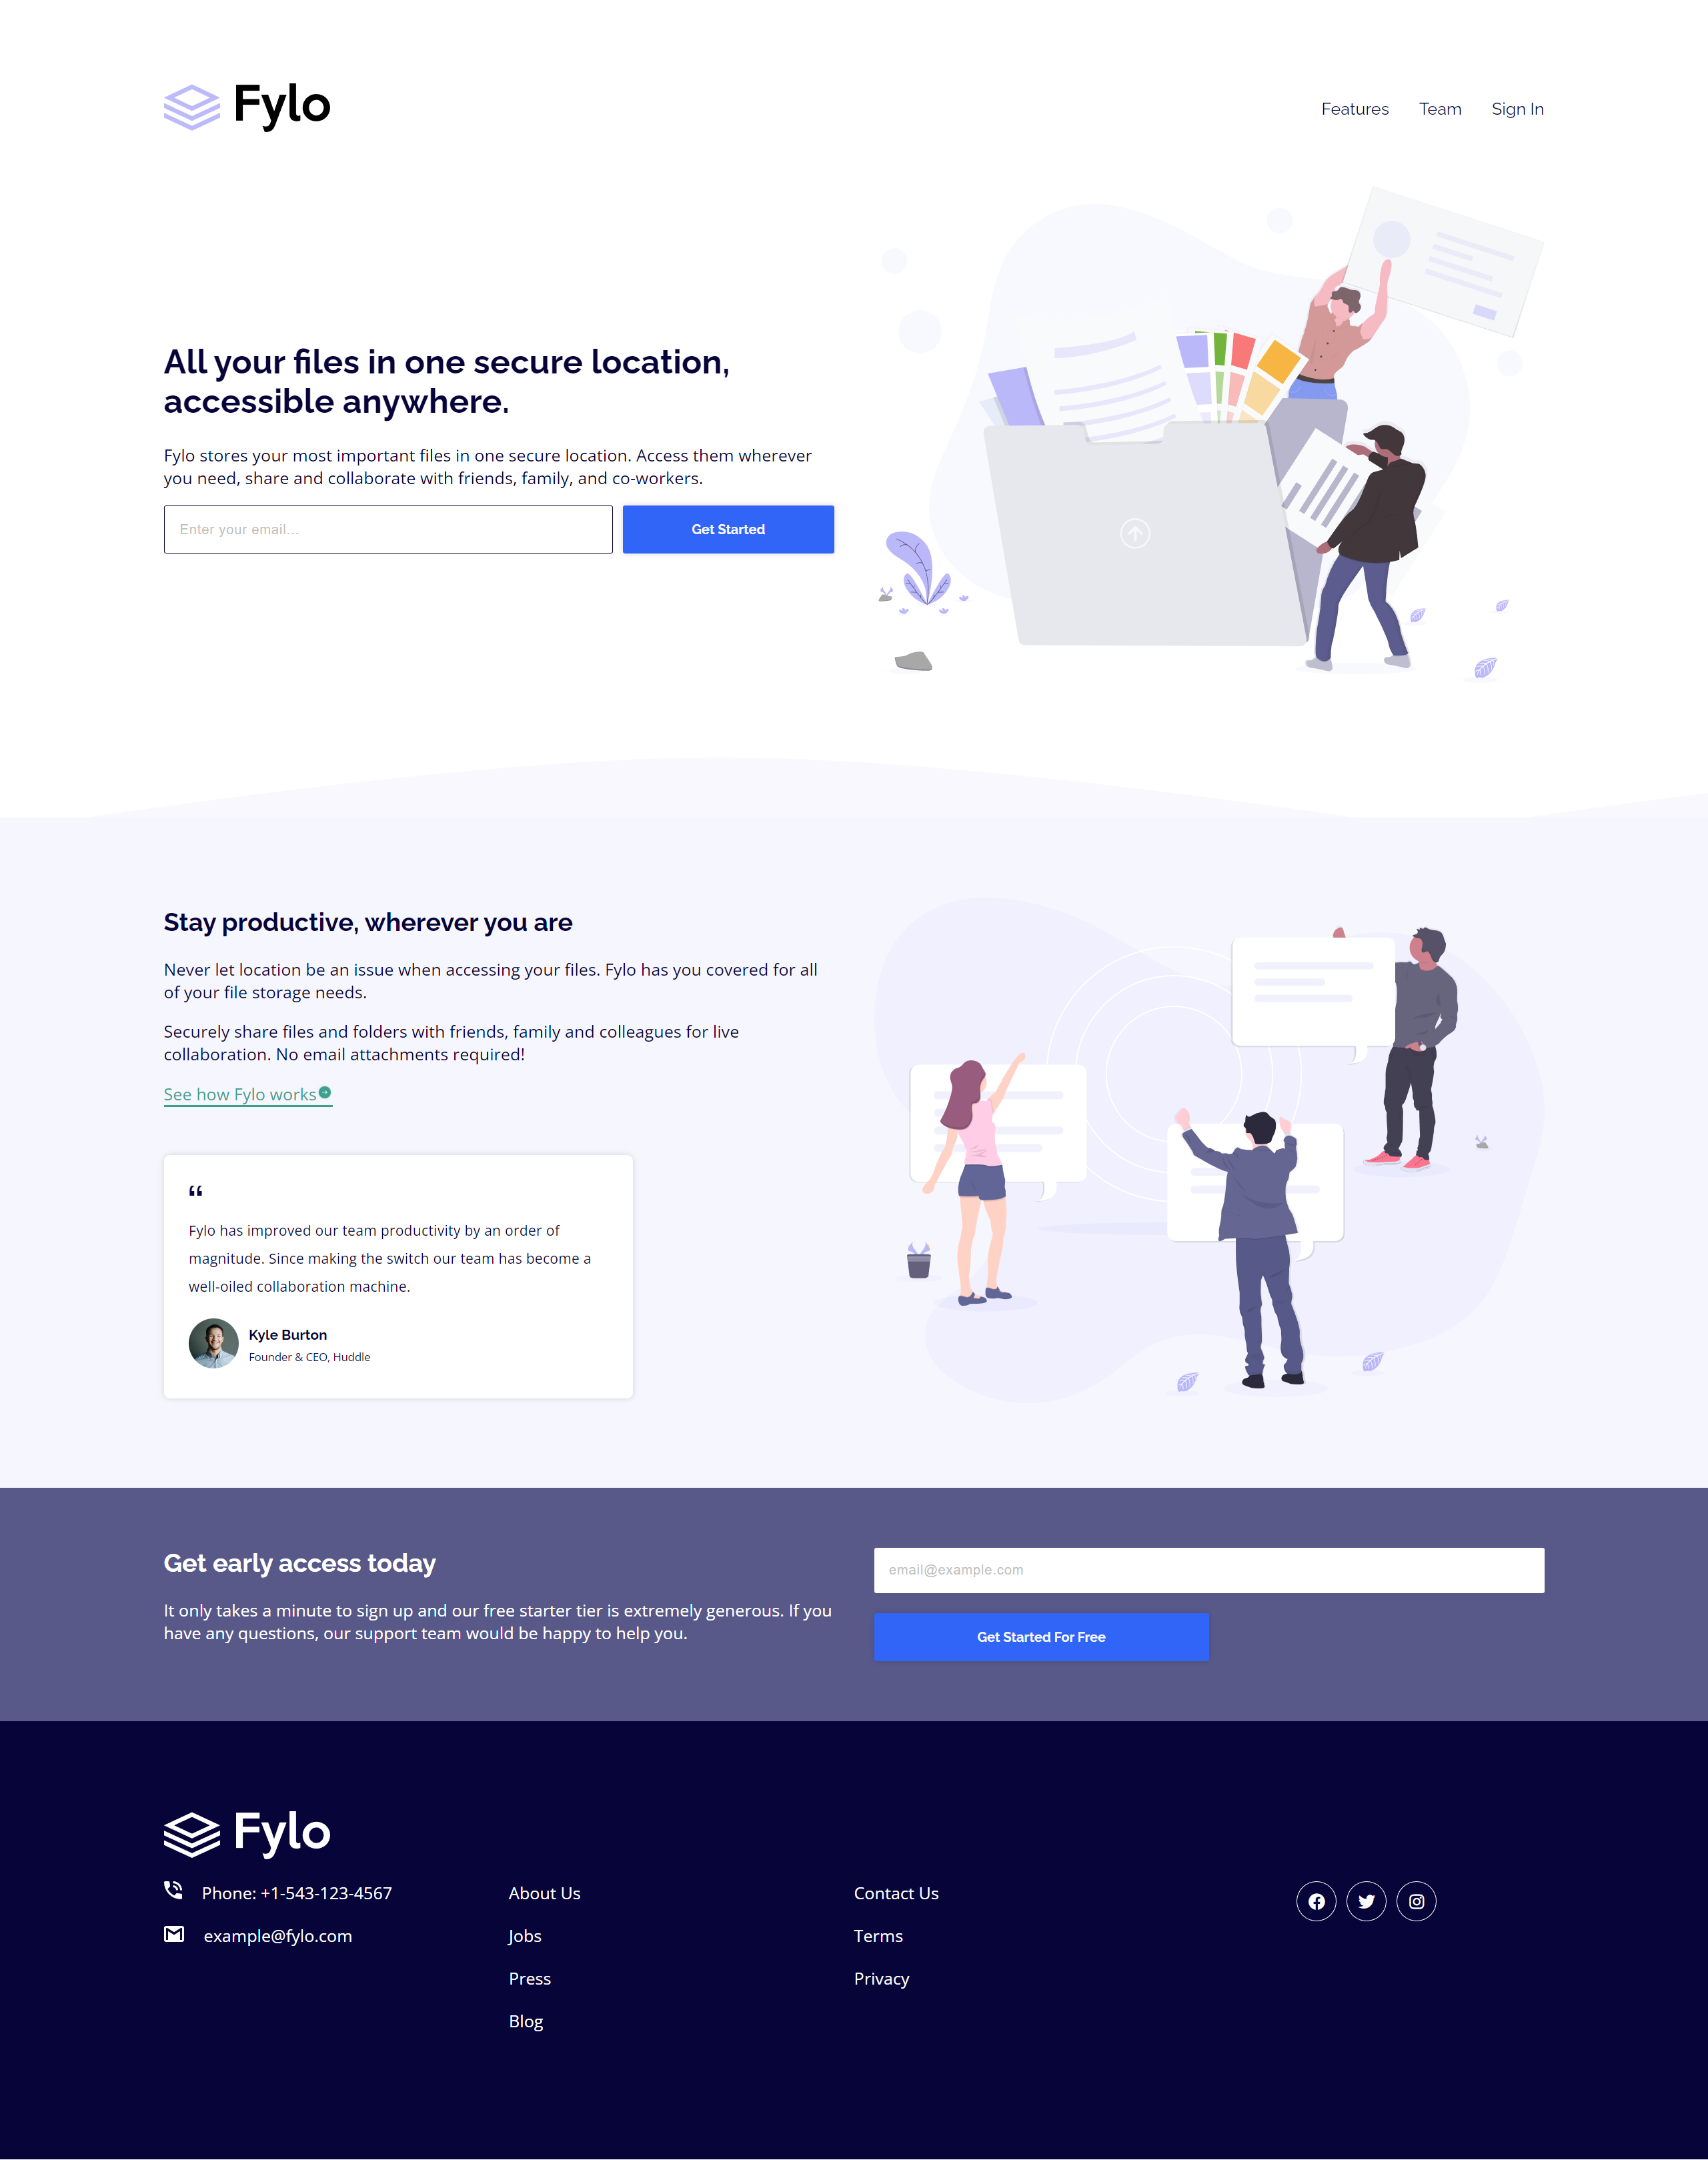 Fylo
Features Team Sign In
All your files in one secure location,
accessible anywhere.
Fylo stores your most important files in one secure location. Access them wherever
you need, share and collaborate with friends, family, and co-workers.
Enter your email...
Get Started
Stay productive, wherever you are
Never let location be an issue when accessing your files. Fylo has you covered for all
of your file storage needs.
Securely share files and folders with friends, family and colleagues for live
collaboration. No email attachments required!
See how Fylo works
“
Fylo has improved our team productivity by an order of
magnitude. Since making the switch our team has become a
well-oiled collaboration machine.
Kyle Burton
Founder & CEO, Huddle
Get early access today
It only takes a minute to sign up and our free starter tier is extremely generous. If you
have any questions, our support team would be happy to help you.
email@example.com
Get Started For Free
Fylo
Phone: +1-543-123-4567
example@fylo.com
About Us
Jobs
Press
Blog
Contact Us
Terms
Privacy